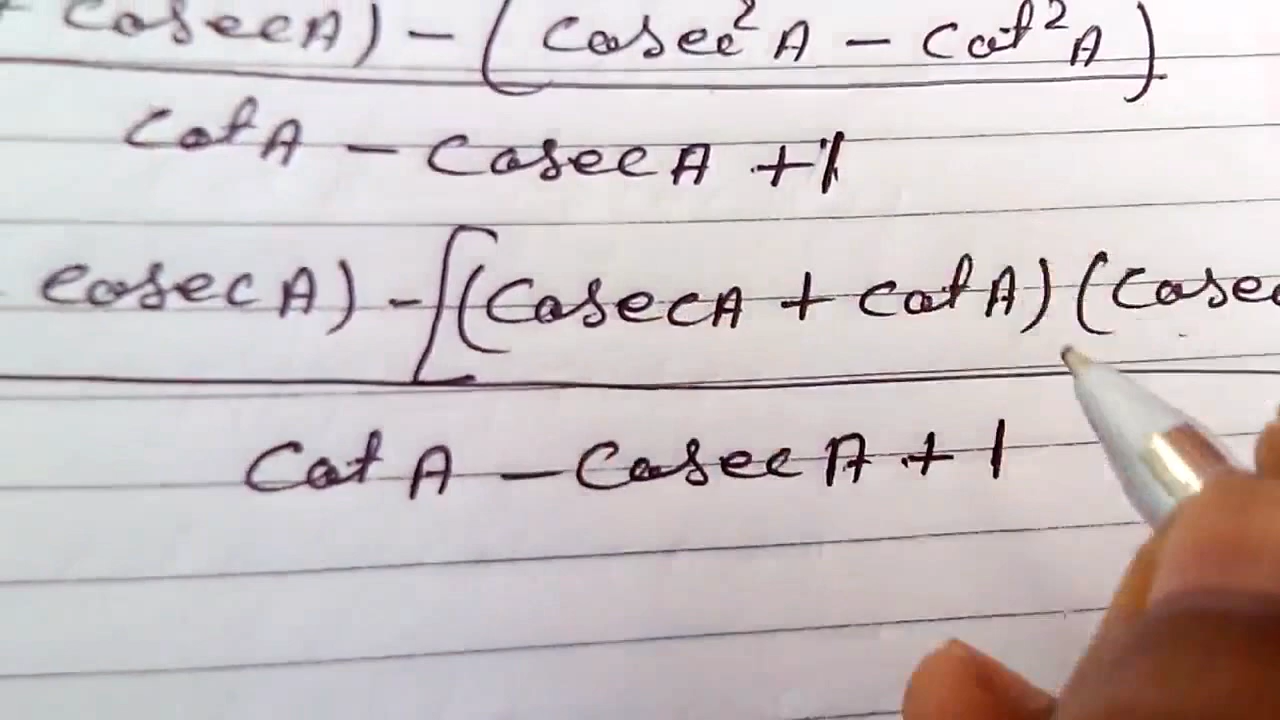 cosecA) - (cosec²A - cot²A)
cotA - cosecA + 1
cosecA) - [(cosecA + cotA)(cose
cotA - cosecA + 1